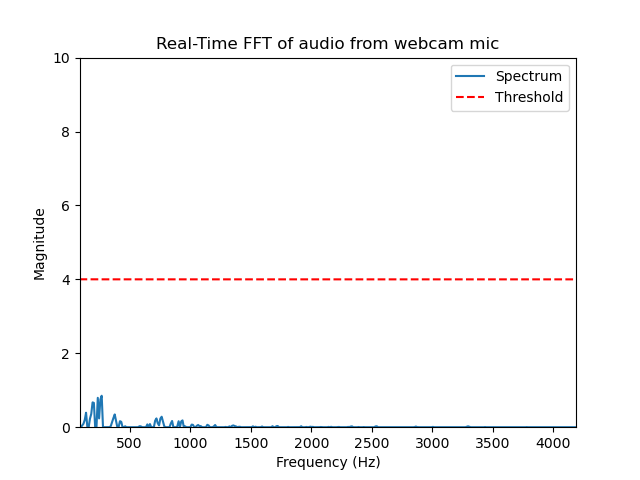 Real-Time FFT of audio from webcam mic
Spectrum
Threshold
Magnitude
10
8
6
4
2
0
500 1000 1500 2000 2500 3000 3500 4000
Frequency (Hz)